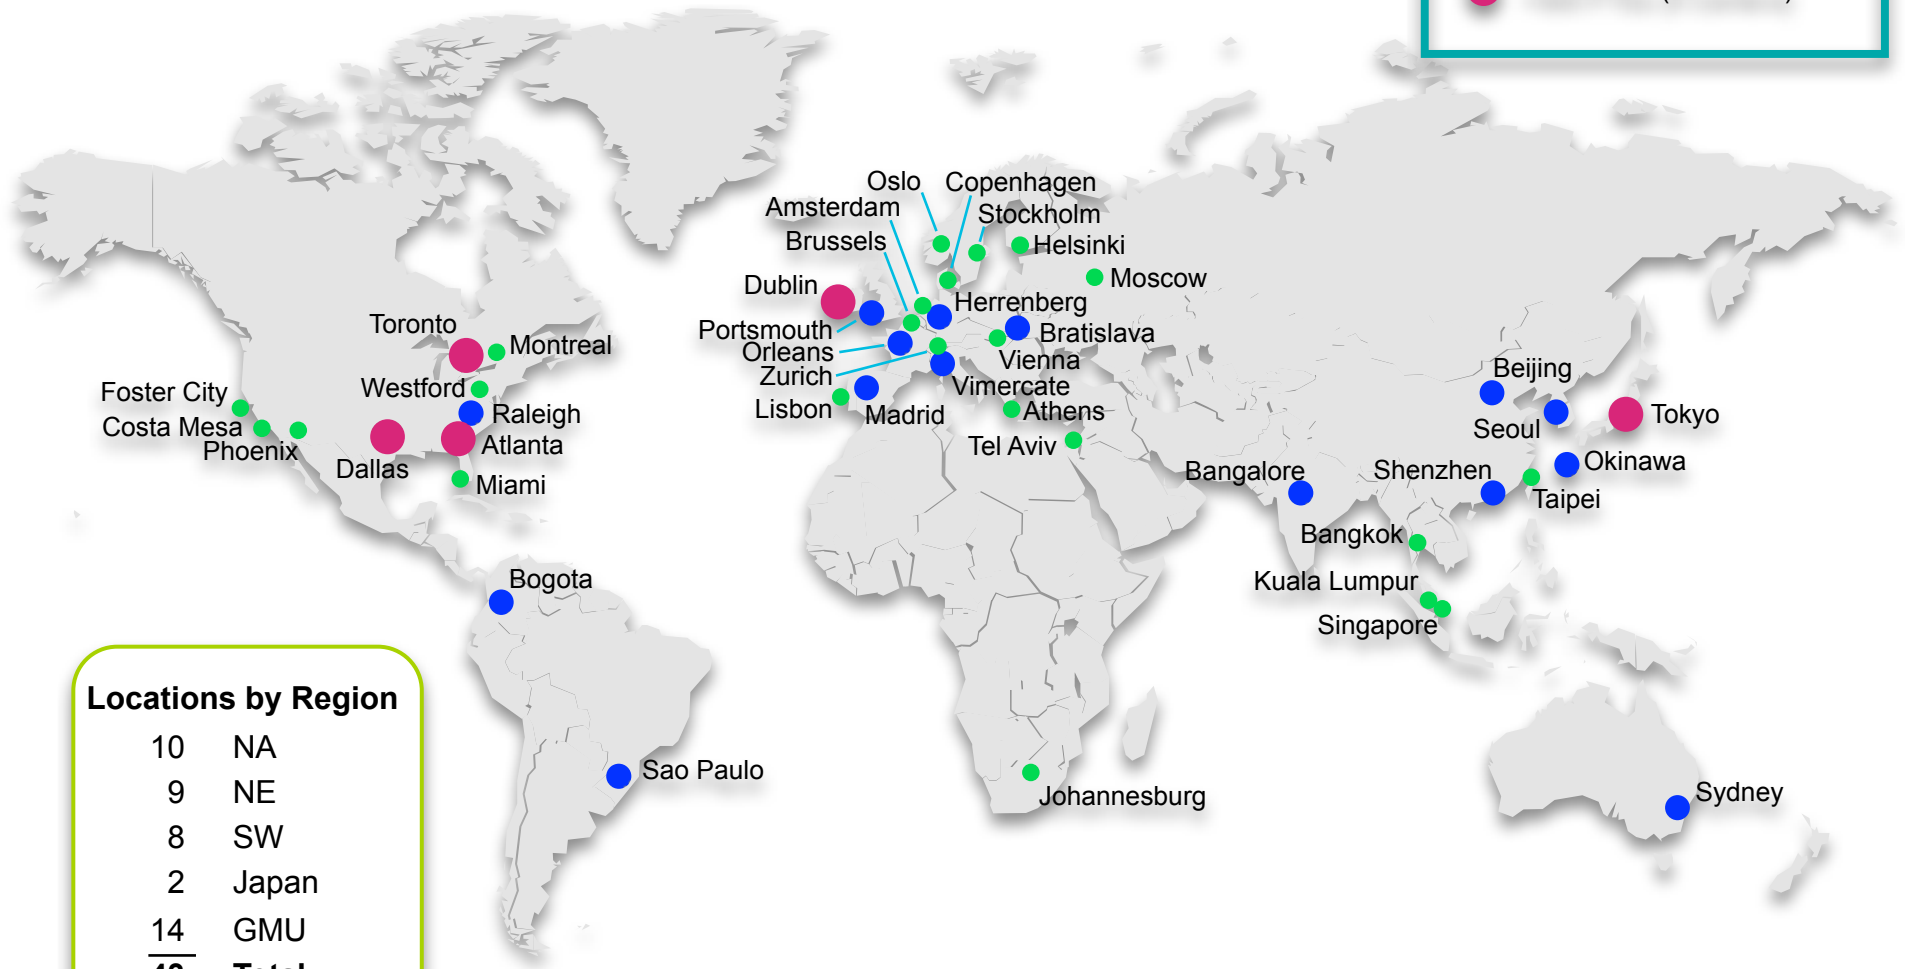 Oslo
Copenhagen
Amsterdam
Stockholm
Brussels
Helsinki
Moscow
Dublin
Herrenberg
Portsmouth
Bratislava
Orleans
Vienna
Zurich
Vimercate
Lisbon
Madrid
Athens
Tel Aviv
Toronto
Montreal
Westford
Foster City
Costa Mesa
Phoenix
Raleigh
Atlanta
Dallas
Miami
Beijing
Seoul
Tokyo
Okinawa
Bangalore
Shenzhen
Taipei
Bangkok
Kuala Lumpur
Singapore
Bogota
Sao Paulo
Johannesburg
Sydney
Locations by Region
10 NA
9 NE
8 SW
2 Japan
14 GMU
Total